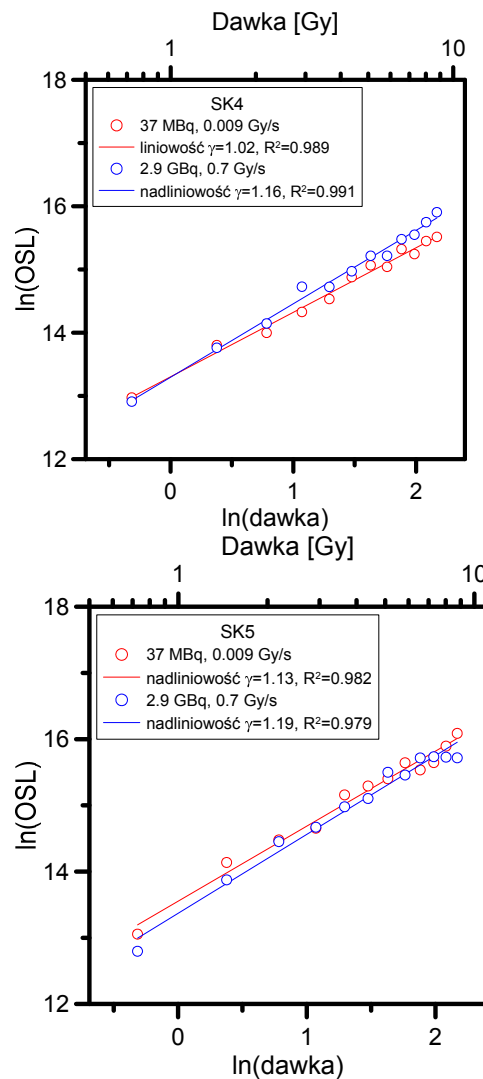 Dawka [Gy]
1 10
18
SK4
37 MBq, 0.009 Gy/s
liniowość γ=1.02, R²=0.989
2.9 GBq, 0.7 Gy/s
nadliniowość γ=1.16, R²=0.991
16
ln(OSL)
14
12
0 1 2
ln(dawka)
Dawka [Gy]
1 10
18
SK5
37 MBq, 0.009 Gy/s
nadliniowość γ=1.13, R²=0.982
2.9 GBq, 0.7 Gy/s
nadliniowość γ=1.19, R²=0.979
16
ln(OSL)
14
12
0 1 2
ln(dawka)